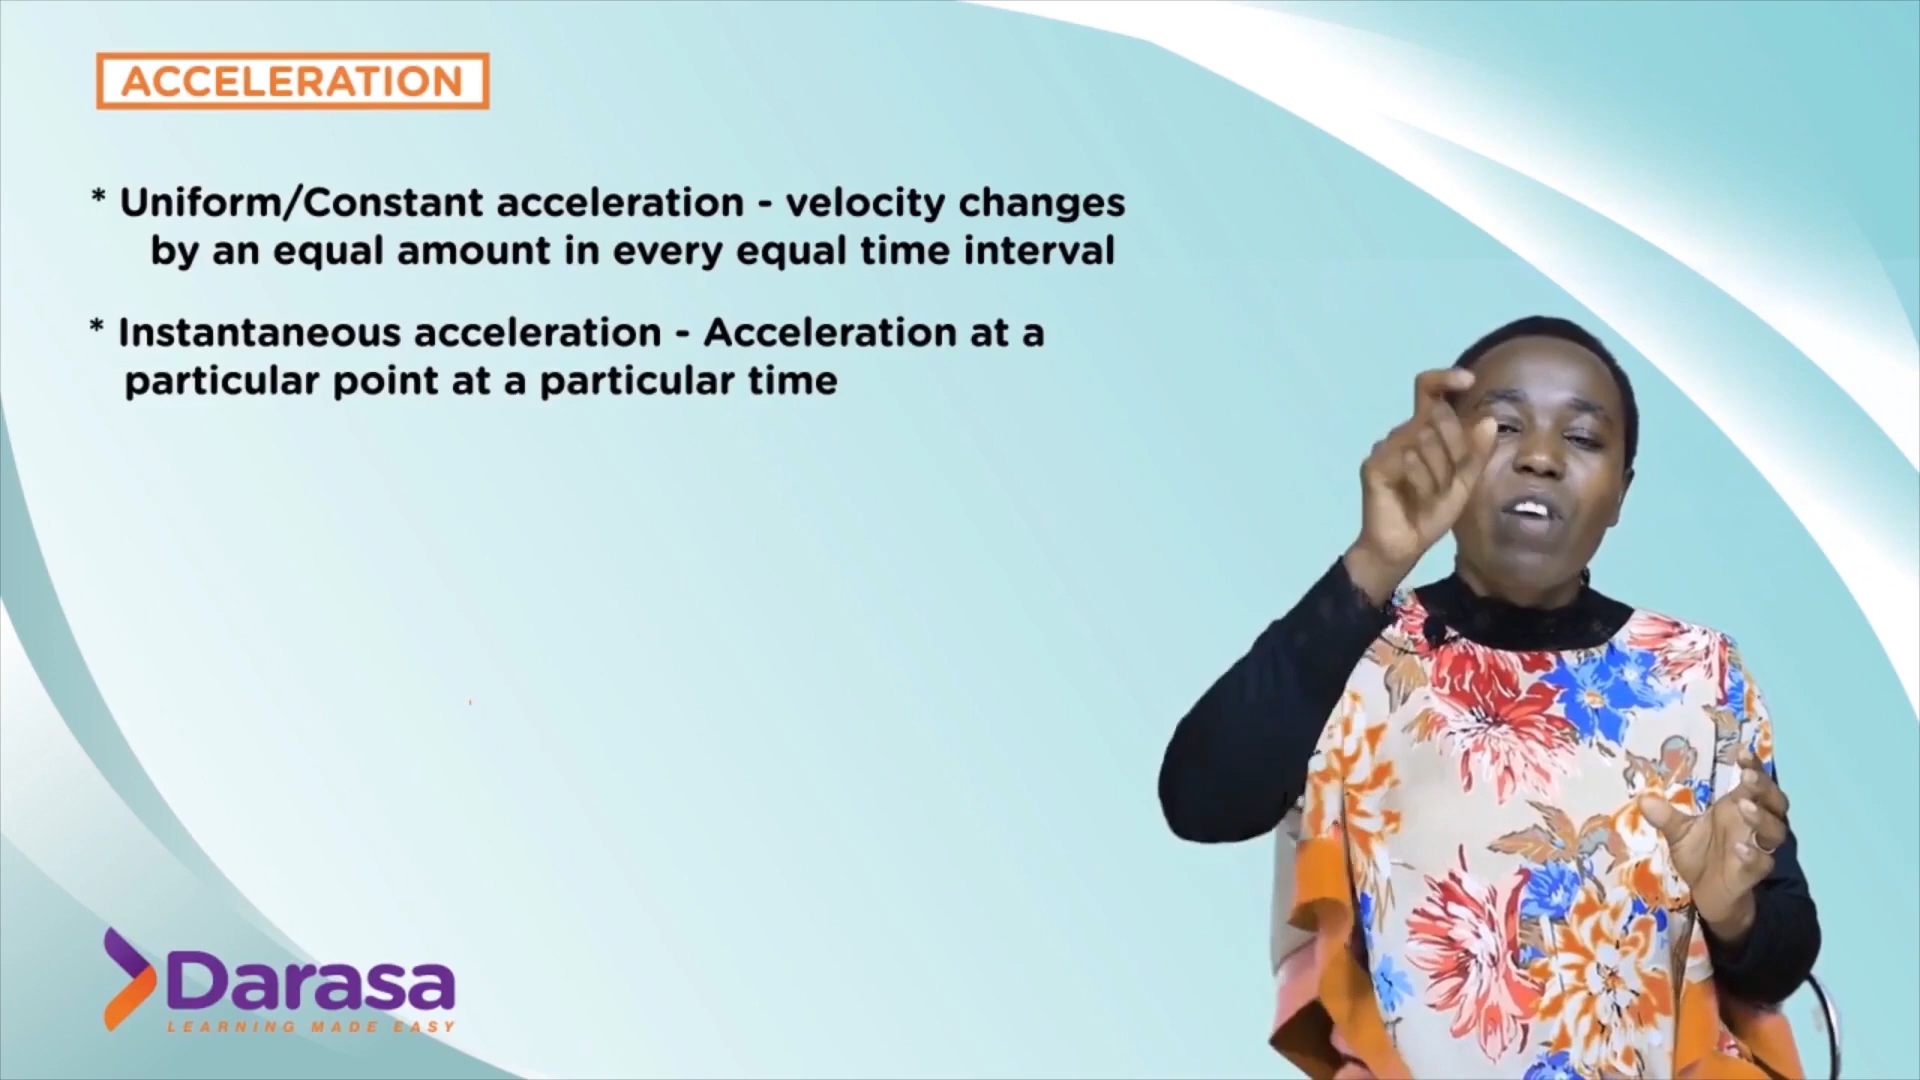 ACCELERATION
* Uniform/Constant acceleration - velocity changes
by an equal amount in every equal time interval
* Instantaneous acceleration - Acceleration at a
particular point at a particular time
Darasa
LEARNING MADE EASY